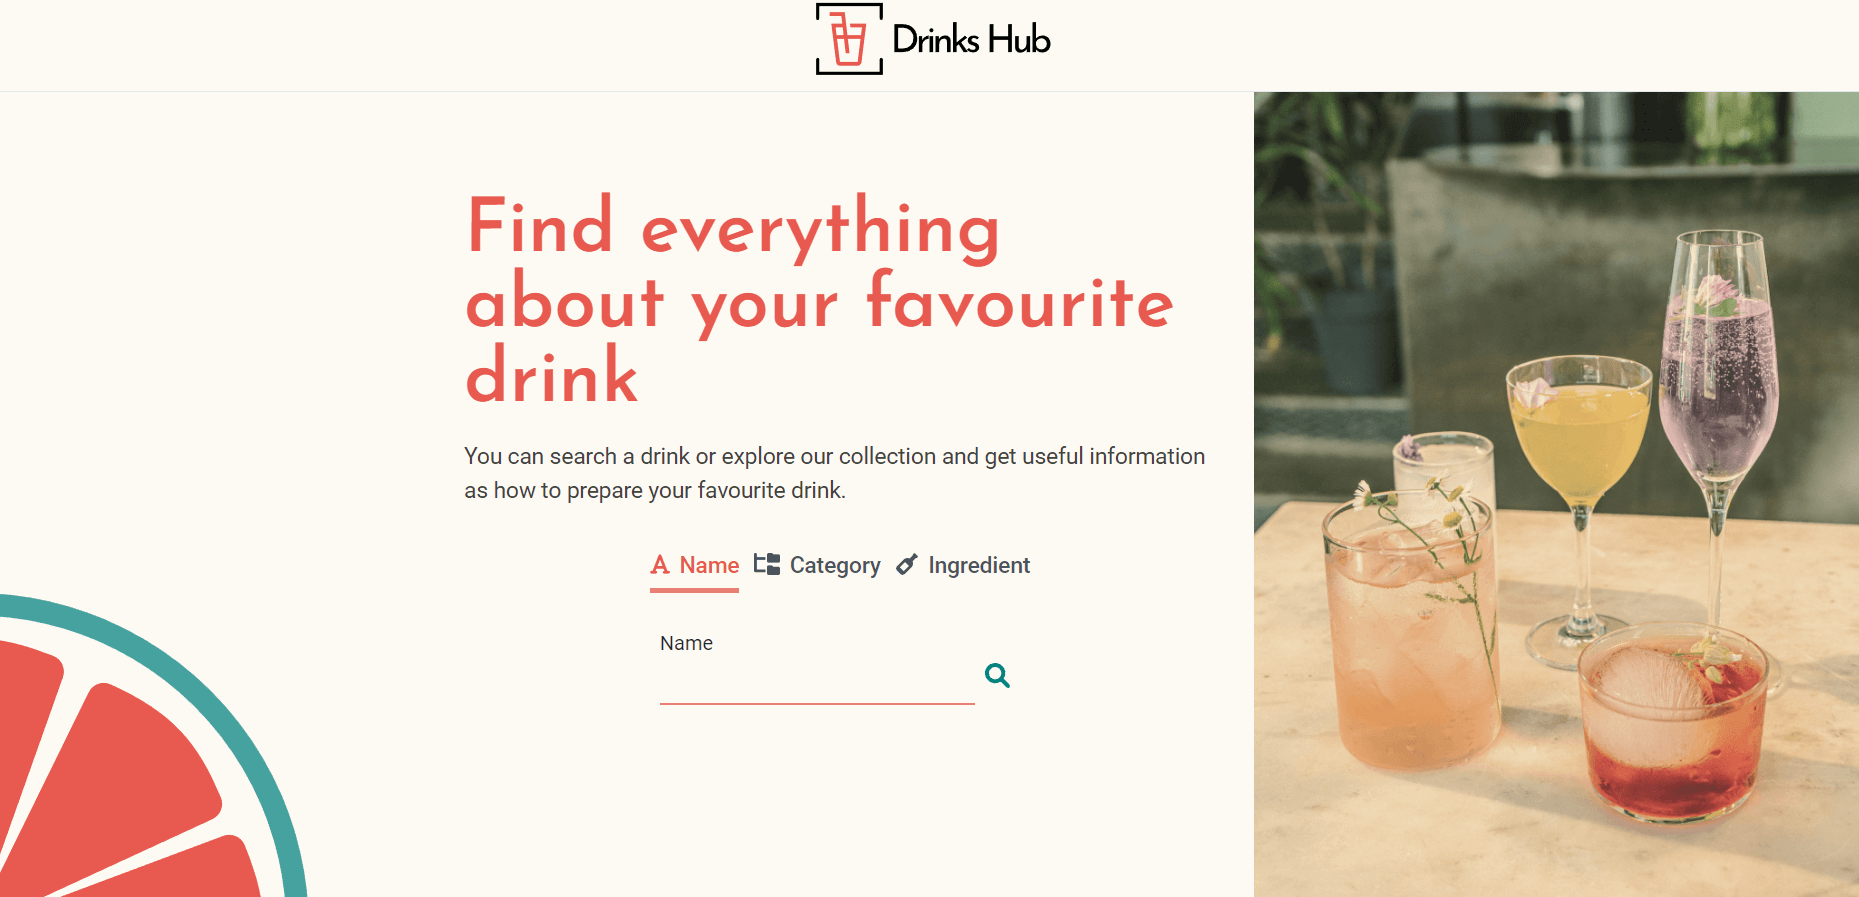 Drinks Hub
Find everything
about your favourite
drink
You can search a drink or explore our collection and get useful information
as how to prepare your favourite drink.
Name Category Ingredient
Name